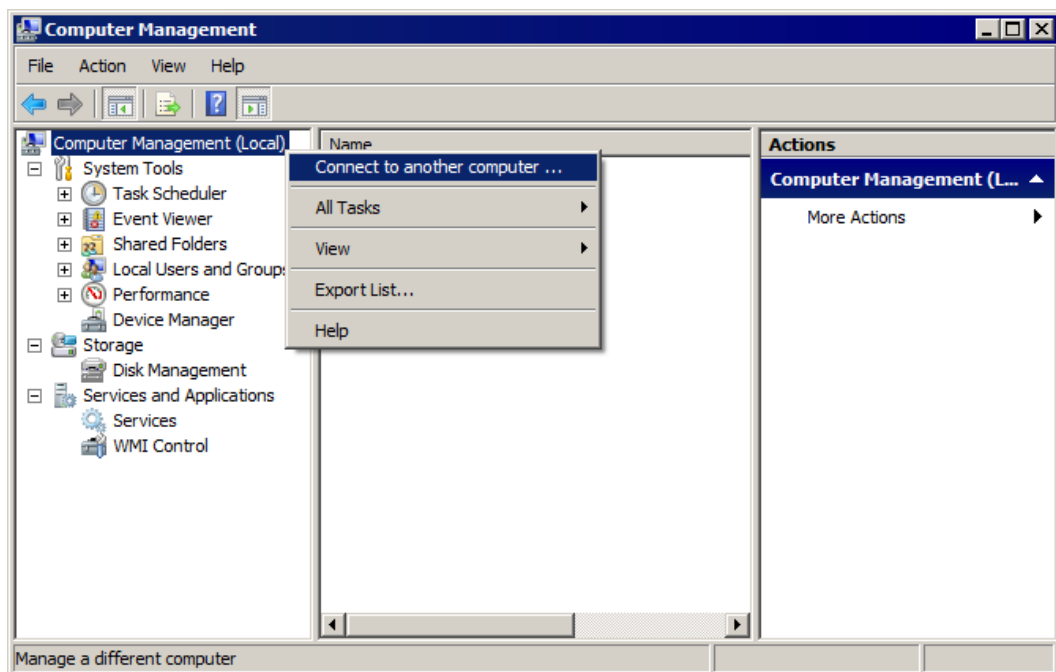 Computer Management
File Action View Help
Computer Management (Local)
System Tools
Task Scheduler
Event Viewer
Shared Folders
Local Users and Groups
Performance
Device Manager
Storage
Disk Management
Services and Applications
Services
WMI Control
Name
Connect to another computer ...
All Tasks
View
Export List...
Help
Actions
Computer Management (L...
More Actions
Manage a different computer